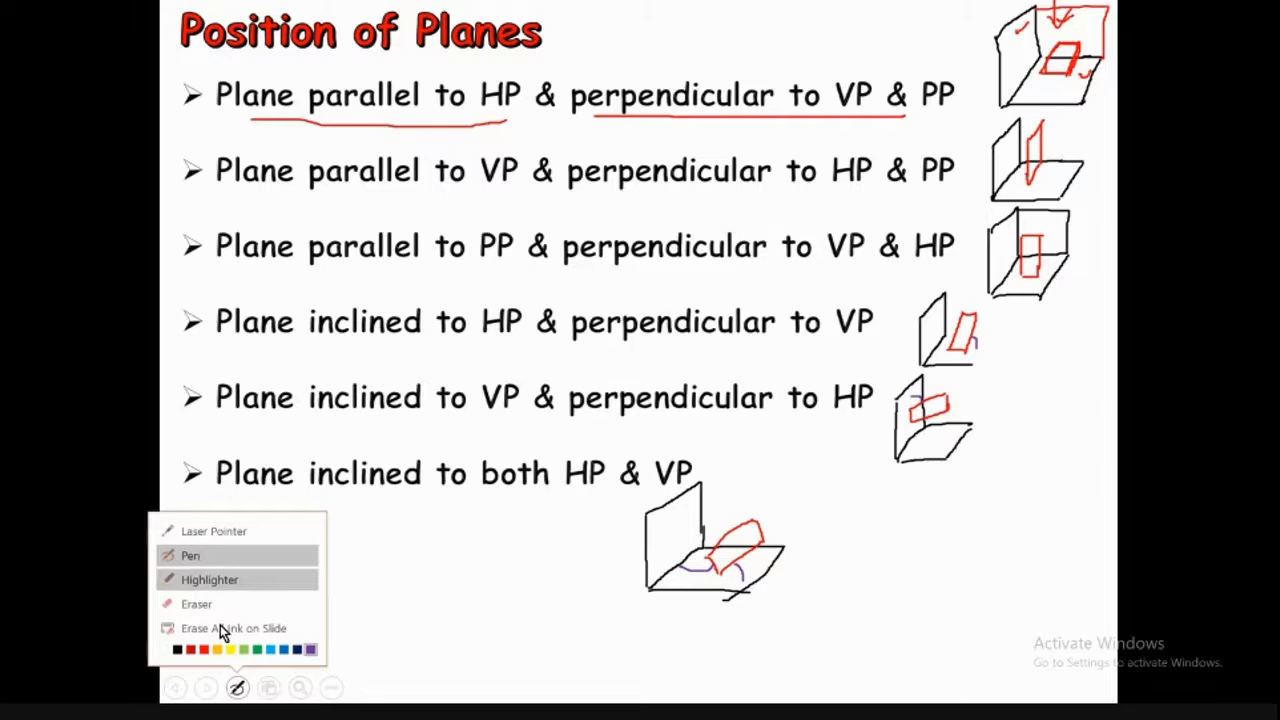 Position of Planes
➢ Plane parallel to HP & perpendicular to VP & PP
➢ Plane parallel to VP & perpendicular to HP & PP
➢ Plane parallel to PP & perpendicular to VP & HP
➢ Plane inclined to HP & perpendicular to VP
➢ Plane inclined to VP & perpendicular to HP
➢ Plane inclined to both HP & VP
Laser Pointer
Pen
Highlighter
Eraser
Erase All Ink on Slide
Activate Windows
Go to Settings to activate Windows.